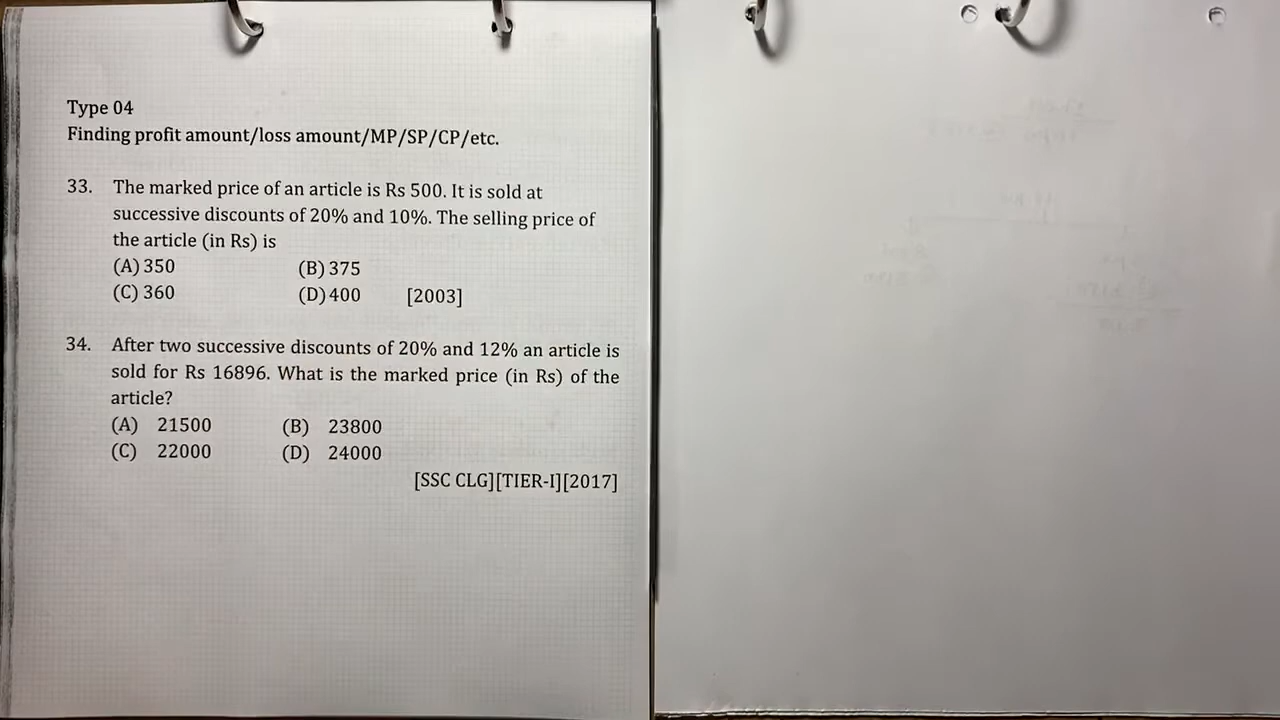 Type 04
Finding profit amount/loss amount/MP/SP/CP/etc.
33. The marked price of an article is Rs 500. It is sold at
successive discounts of 20% and 10%. The selling price of
the article (in Rs) is
(A) 350 (B) 375
(C) 360 (D) 400 [2003]
34. After two successive discounts of 20% and 12% an article is
sold for Rs 16896. What is the marked price (in Rs) of the
article?
(A) 21500 (B) 23800
(C) 22000 (D) 24000
[SSC CLG][TIER-I][2017]